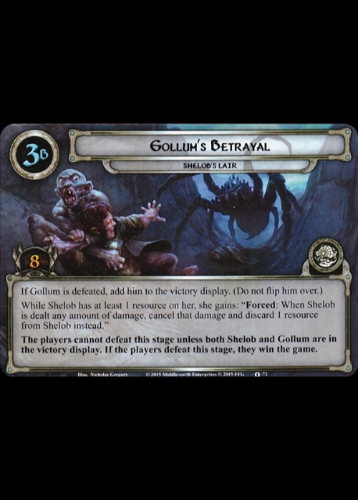 3B
GOLLUM'S BETRAYAL
SHELOB'S LAIR
8
If Gollum is defeated, add him to the victory display. (Do not flip him over.)
While Shelob has at least 1 resource on her, she gains: "Forced: When Shelob
is dealt any amount of damage, cancel that damage and discard 1 resource
from Shelob instead."
The players cannot defeat this stage unless both Shelob and Gollum are in
the victory display. If the players defeat this stage, they win the game.
Illus. Nicholas Gregory © 2015 Middle-earth Enterprises © 2015 FFG 72